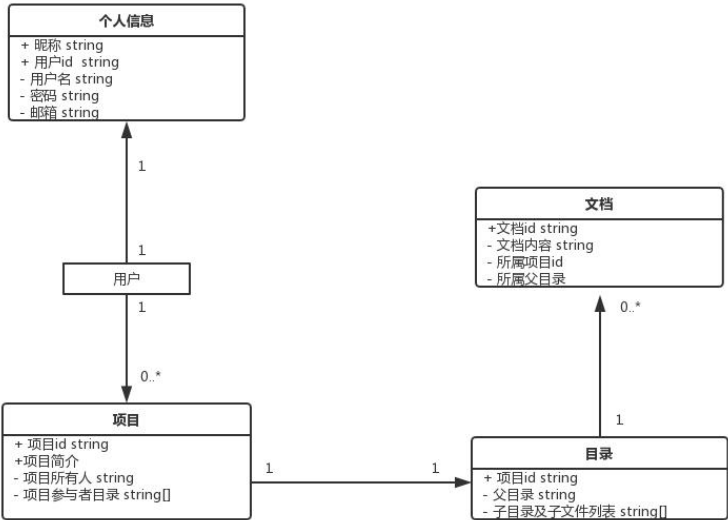 个人信息
+ 昵称 string
+ 用户id string
- 用户名 string
- 密码 string
- 邮箱 string
1
1
用户
1
0..*
项目
+ 项目id string
+项目简介
- 项目所有人 string
- 项目参与者目录 string[]
1
1
文档
+文档id string
- 文档内容 string
- 所属项目id
- 所属父目录
0..*
1
目录
+ 项目id string
- 父目录 string
- 子目录及子文件列表 string[]